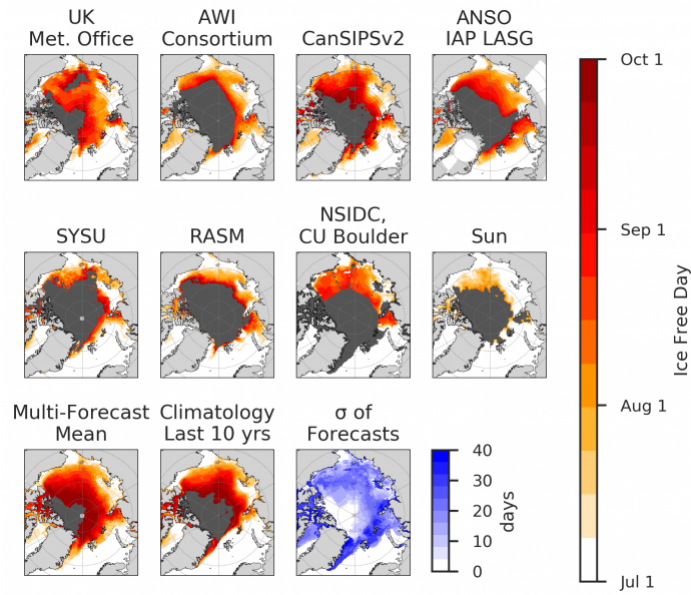 UK
Met. Office
AWI
Consortium
CanSIPSv2
ANSO
IAP LASG
SYSU
RASM
NSIDC,
CU Boulder
Sun
Multi-Forecast
Mean
Climatology
Last 10 yrs
σ of
Forecasts
40
30
20
10
0
days
Oct 1
Sep 1
Aug 1
Jul 1
Ice Free Day